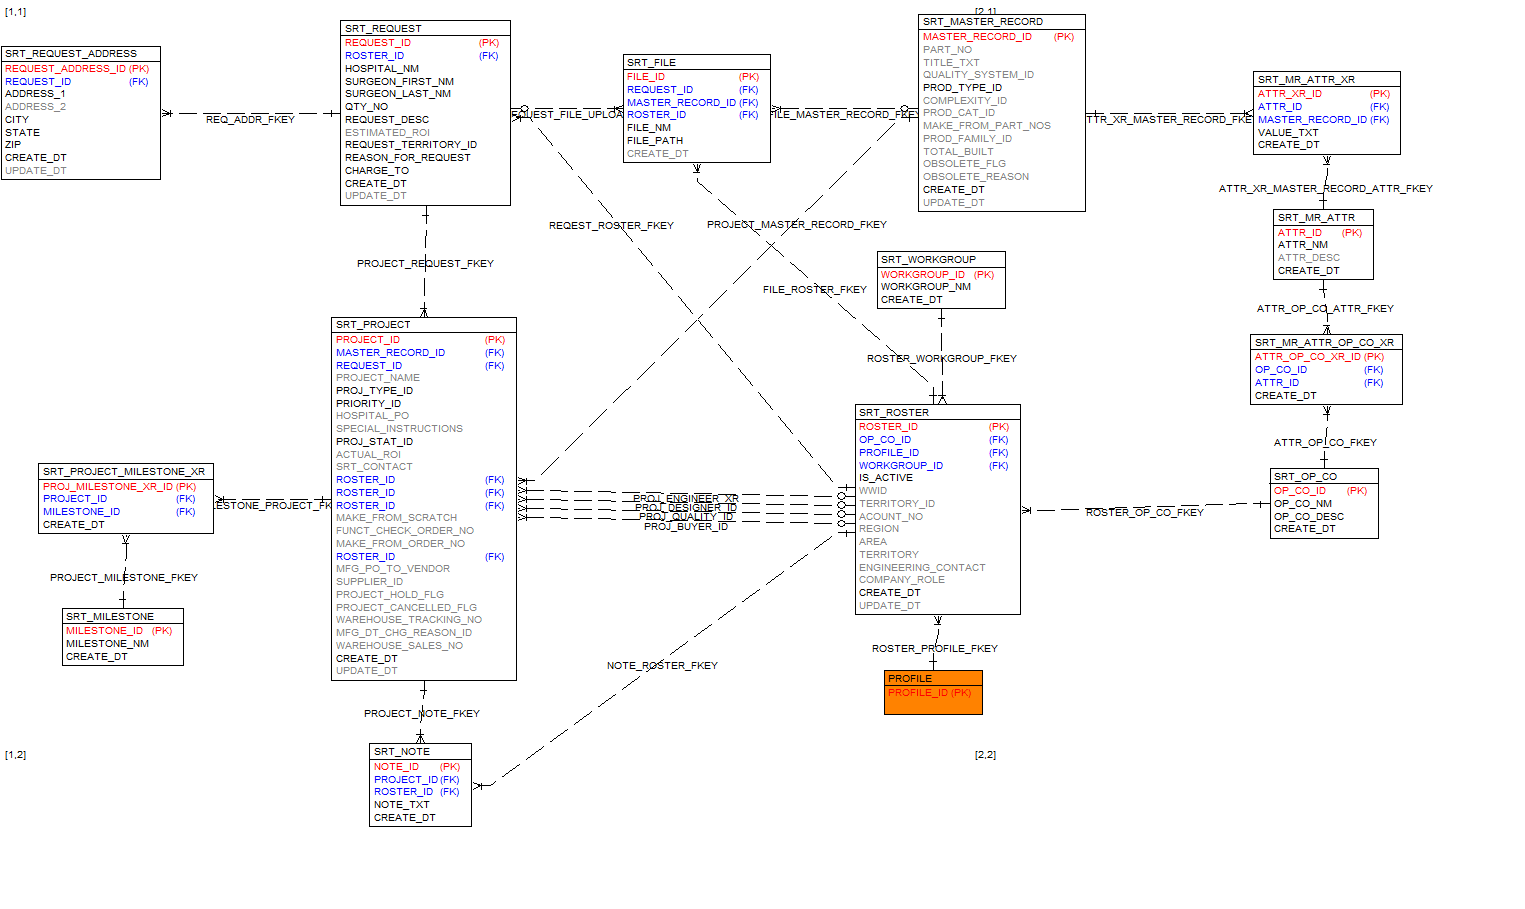 [1,1]
[2,1]
SRT_REQUEST_ADDRESS
REQUEST_ADDRESS_ID (PK)
REQUEST_ID (FK)
ADDRESS_1
ADDRESS_2
CITY
STATE
ZIP
CREATE_DT
UPDATE_DT
REQ_ADDR_FKEY
SRT_REQUEST
REQUEST_ID (PK)
ROSTER_ID (FK)
HOSPITAL_NM
SURGEON_FIRST_NM
SURGEON_LAST_NM
QTY_NO
REQUEST_DESC
ESTIMATED_ROI
REQUEST_TERRITORY_ID
REASON_FOR_REQUEST
CHARGE_TO
CREATE_DT
UPDATE_DT
SRT_FILE
FILE_ID (PK)
REQUEST_ID (FK)
MASTER_RECORD_ID (FK)
ROSTER_ID (FK)
FILE_NM
FILE_PATH
CREATE_DT
FILE_MASTER_RECORD_FKEY
SRT_MASTER_RECORD
MASTER_RECORD_ID (PK)
PART_NO
TITLE_TXT
QUALITY_SYSTEM_ID
PROD_TYPE_ID
COMPLEXITY_ID
PROD_CAT_ID
MAKE_FROM_PART_NOS
PROD_FAMILY_ID
TOTAL_BUILT
OBSOLETE_FLG
OBSOLETE_REASON
CREATE_DT
UPDATE_DT
TTR_XR_MASTER_RECORD_FKE
SRT_MR_ATTR_XR
ATTR_XR_ID (PK)
ATTR_ID (FK)
MASTER_RECORD_ID (FK)
VALUE_TXT
CREATE_DT
ATTR_XR_MASTER_RECORD_ATTR_FKEY
SRT_MR_ATTR
ATTR_ID (PK)
ATTR_NM
ATTR_DESC
CREATE_DT
ATTR_OP_CO_ATTR_FKEY
SRT_MR_ATTR_OP_CO_XR
ATTR_OP_CO_XR_ID (PK)
OP_CO_ID (FK)
ATTR_ID (FK)
CREATE_DT
ATTR_OP_CO_FKEY
SRT_OP_CO
OP_CO_ID (PK)
OP_CO_NM
OP_CO_DESC
CREATE_DT
ROSTER_OP_CO_FKEY
REQEST_ROSTER_FKEY
PROJECT_MASTER_RECORD_FKEY
PROJECT_REQUEST_FKEY
FILE_ROSTER_FKEY
SRT_WORKGROUP
WORKGROUP_ID (PK)
WORKGROUP_NM
CREATE_DT
ROSTER_WORKGROUP_FKEY
SRT_PROJECT
PROJECT_ID (PK)
MASTER_RECORD_ID (FK)
REQUEST_ID (FK)
PROJECT_NAME
PROJ_TYPE_ID
PRIORITY_ID
HOSPITAL_PO
SPECIAL_INSTRUCTIONS
PROJ_STAT_ID
ACTUAL_ROI
SRT_CONTACT
ROSTER_ID (FK)
ROSTER_ID (FK)
ROSTER_ID (FK)
MAKE_FROM_SCRATCH
FUNCT_CHECK_ORDER_NO
MAKE_FROM_ORDER_NO
ROSTER_ID (FK)
MFG_PO_TO_VENDOR
SUPPLIER_ID
PROJECT_HOLD_FLG
PROJECT_CANCELLED_FLG
WAREHOUSE_TRACKING_NO
MFG_DT_CHG_REASON_ID
WAREHOUSE_SALES_NO
CREATE_DT
UPDATE_DT
PROJ_ENGINEER_XR
PROJ_DESIGNER_ID
PROJ_QUALITY_ID
PROJ_BUYER_ID
SRT_ROSTER
ROSTER_ID (PK)
OP_CO_ID (FK)
PROFILE_ID (FK)
WORKGROUP_ID (FK)
IS_ACTIVE
WWID
TERRITORY_ID
ACOUNT_NO
REGION
AREA
TERRITORY
ENGINEERING_CONTACT
COMPANY_ROLE
CREATE_DT
UPDATE_DT
ROSTER_PROFILE_FKEY
PROFILE
PROFILE_ID (PK)
SRT_PROJECT_MILESTONE_XR
PROJ_MILESTONE_XR_ID (PK)
PROJECT_ID (FK)
MILESTONE_ID (FK)
CREATE_DT
LESTONE_PROJECT_FK
PROJECT_MILESTONE_FKEY
SRT_MILESTONE
MILESTONE_ID (PK)
MILESTONE_NM
CREATE_DT
NOTE_ROSTER_FKEY
PROJECT_NOTE_FKEY
SRT_NOTE
NOTE_ID (PK)
PROJECT_ID (FK)
ROSTER_ID (FK)
NOTE_TXT
CREATE_DT
[1,2]
[2,2]